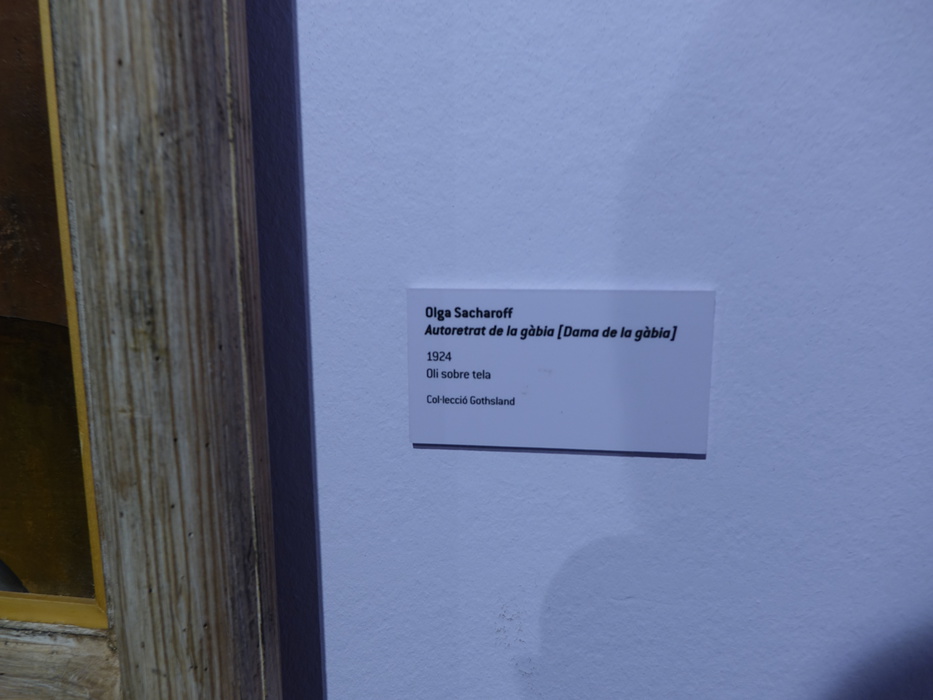 Olga Sacharoff
Autoretrat de la gàbia [Dama de la gàbia]
1924
Oli sobre tela
Col·lecció Gothsland